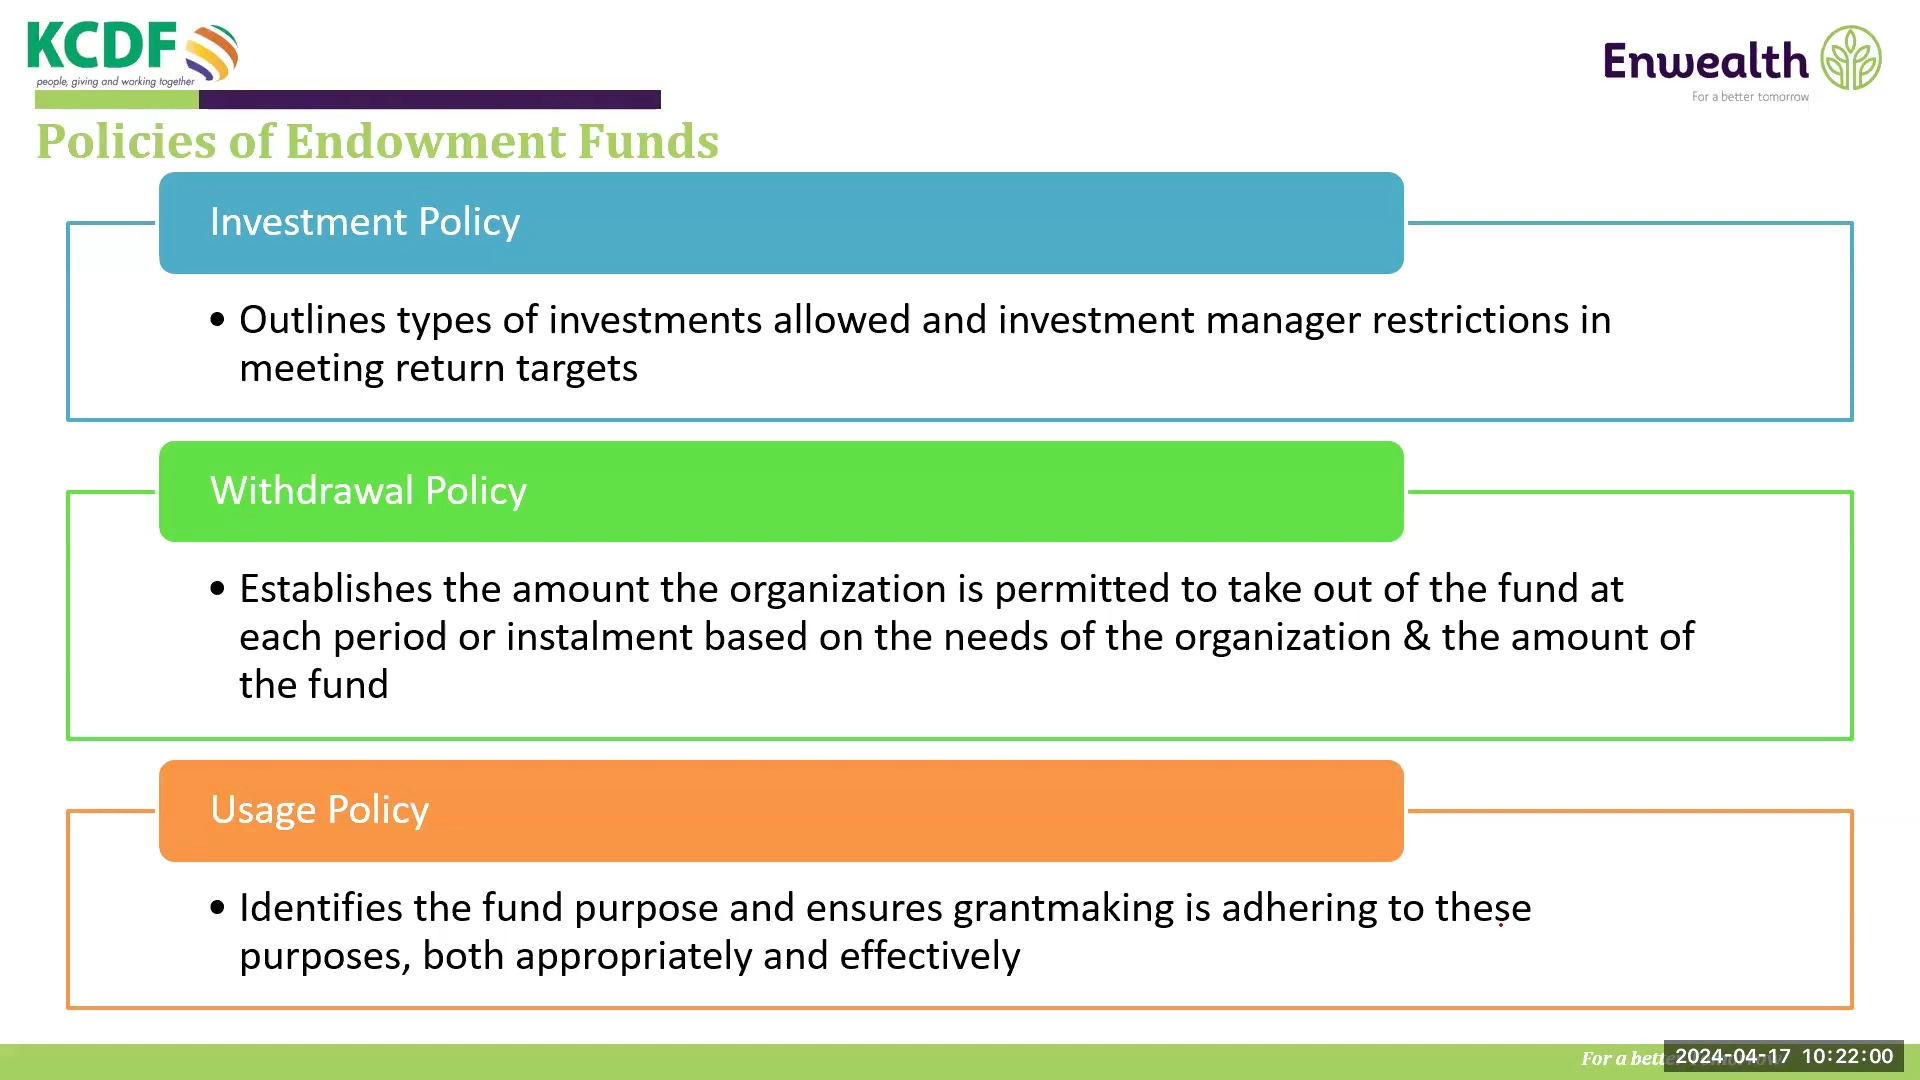 KCDF
people, giving and working together
Enwealth
For a better tomorrow
Policies of Endowment Funds
Investment Policy
• Outlines types of investments allowed and investment manager restrictions in
meeting return targets
Withdrawal Policy
• Establishes the amount the organization is permitted to take out of the fund at
each period or instalment based on the needs of the organization & the amount of
the fund
Usage Policy
• Identifies the fund purpose and ensures grantmaking is adhering to these
purposes, both appropriately and effectively
For a
2024-04-17 10:22:00